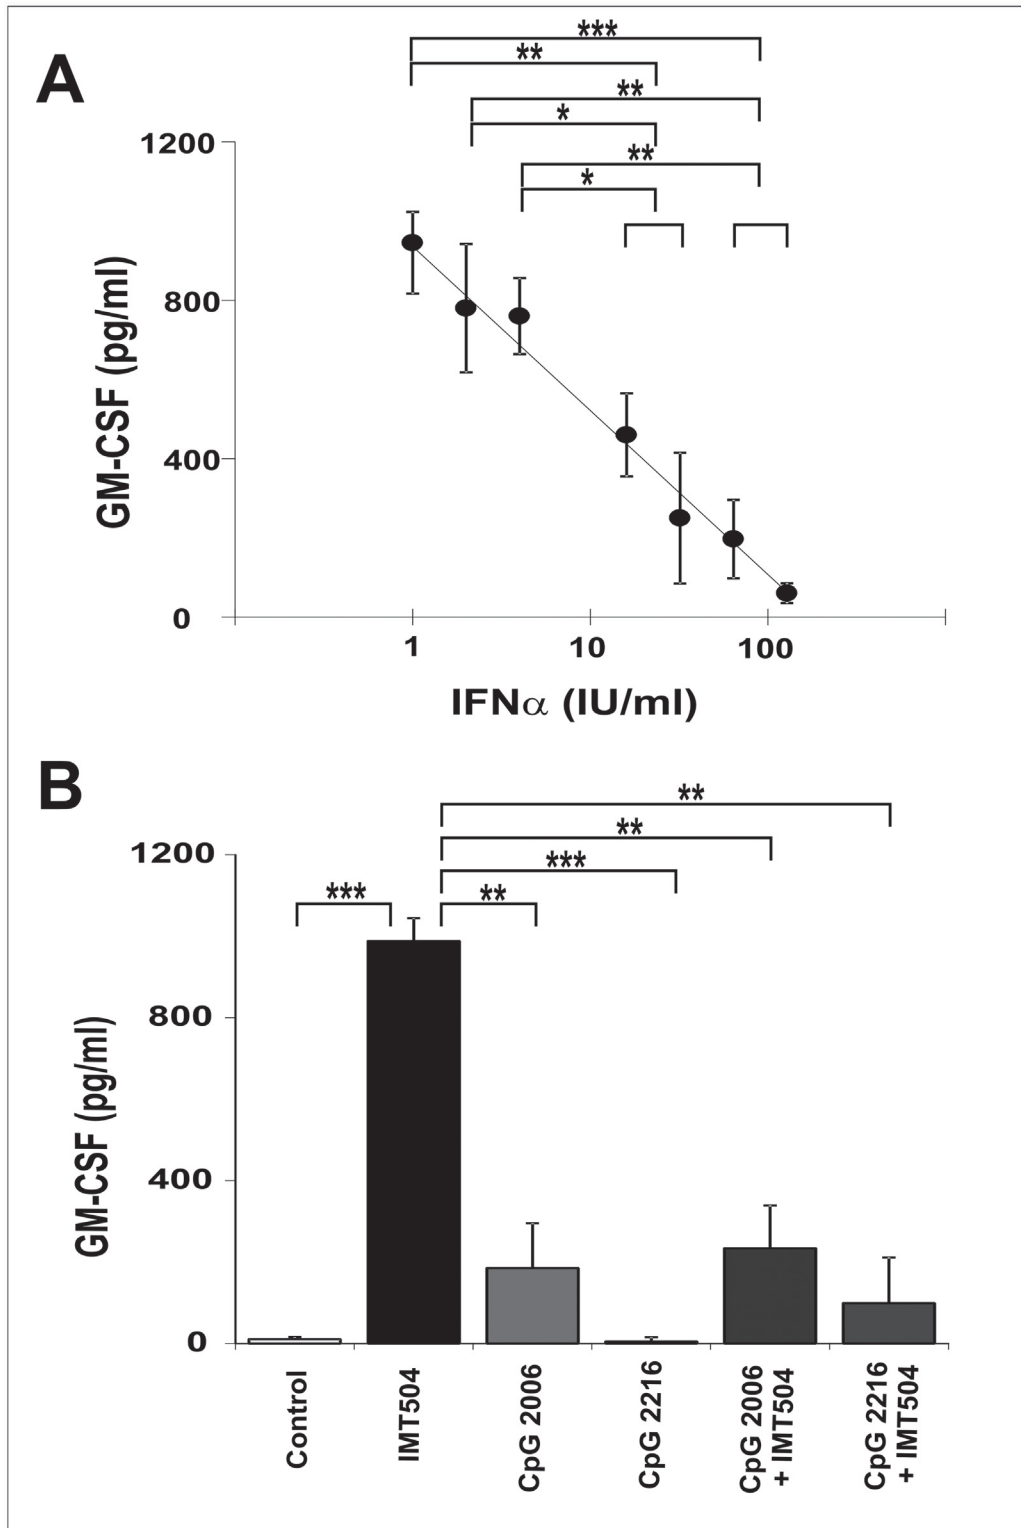 A
***
**
**
*
**
*
1200
800
400
0
GM-CSF (pg/ml)
1
10
100
IFNα (IU/ml)
B
**
**
***
***
**
1200
800
400
0
GM-CSF (pg/ml)
Control
IMT504
CpG 2006
CpG 2216
CpG 2006
+ IMT504
CpG 2216
+ IMT504